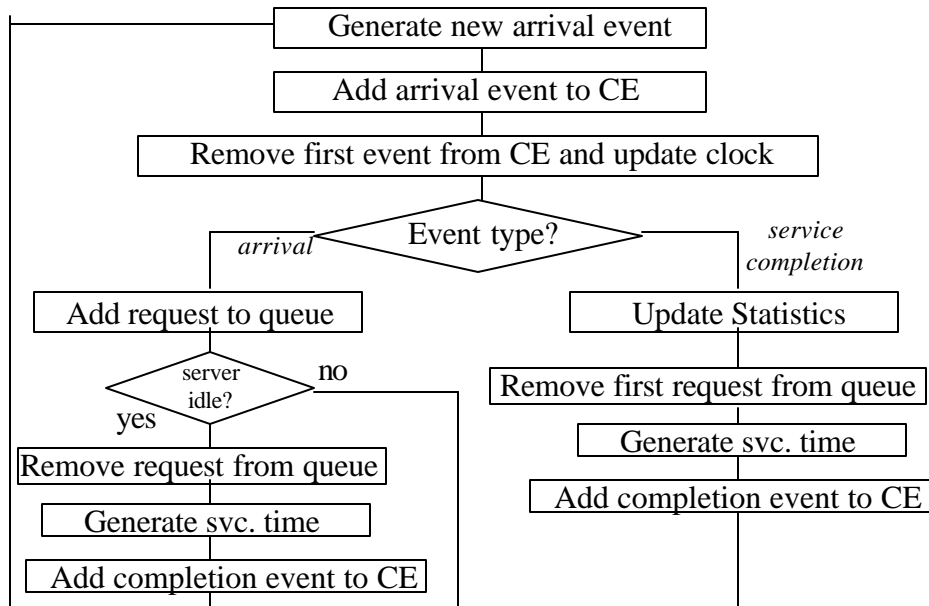 Generate new arrival event
Add arrival event to CE
Remove first event from CE and update clock
Event type?
arrival
service
completion
Add request to queue
server
idle?
no
yes
Remove request from queue
Generate svc. time
Add completion event to CE
Update Statistics
Remove first request from queue
Generate svc. time
Add completion event to CE